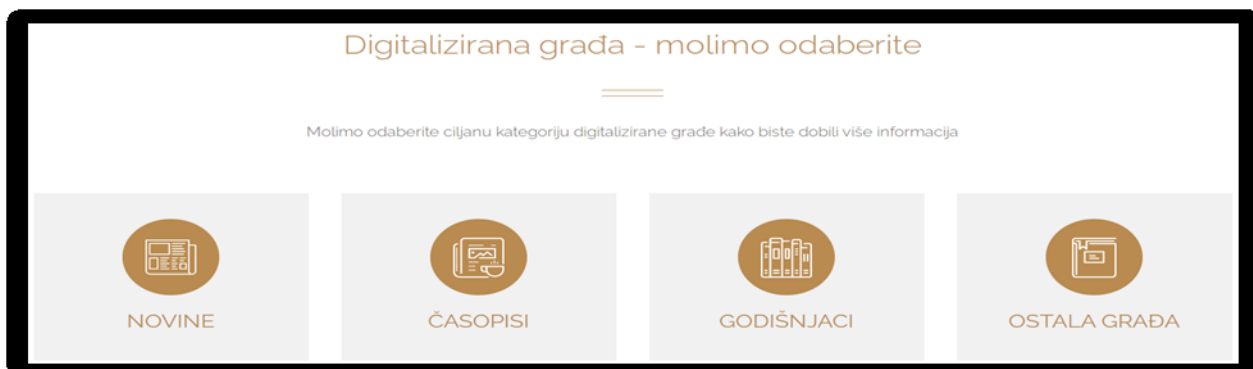 Digitalizirana građa - molimo odaberite
Molimo odaberite ciljanu kategoriju digitalizirane građe kako biste dobili više informacija
NOVINE
ČASOPISI
GODIŠNJACI
OSTALA GRAĐA